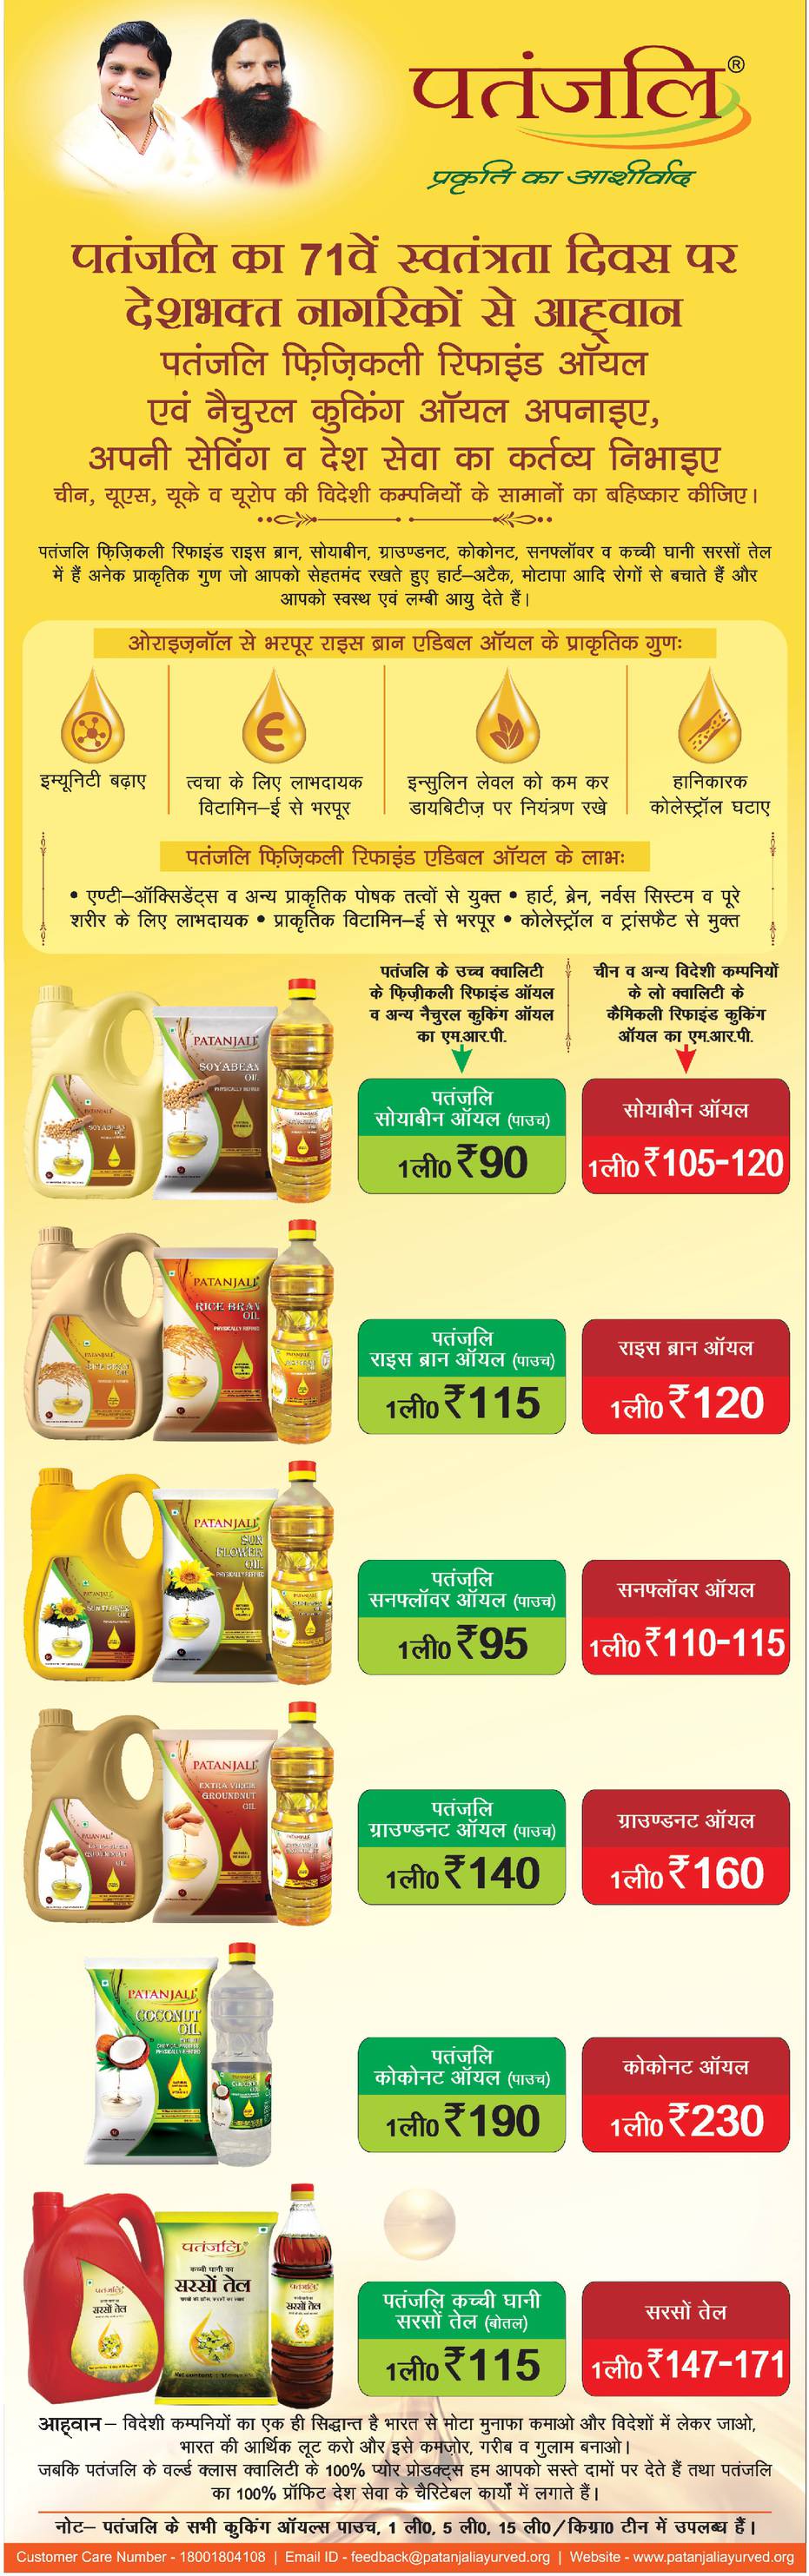 पतंजलि®
प्रकृति का आशीर्वाद
पतंजलि का 71वें स्वतंत्रता दिवस पर
देशभक्त नागरिकों से आह्वान
पतंजलि फ़िज़िकली रिफाइंड ऑयल
एवं नैचुरल कुकिंग ऑयल अपनाइए,
अपनी सेविंग व देश सेवा का कर्तव्य निभाइए
चीन, यूएस, यूके व यूरोप की विदेशी कम्पनियों के सामानों का बहिष्कार कीजिए।
पतंजलि फि़ज़िकली रिफाइंड राइस ब्रान, सोयाबीन, ग्राउण्डनट, कोकोनट, सनफ्लॉवर व कच्ची घानी सरसों तेल
में हैं अनेक प्राकृतिक गुण जो आपको सेहतमंद रखते हुए हार्ट–अटैक, मोटापा आदि रोगों से बचाते हैं और
आपको स्वस्थ एवं लम्बी आयु देते हैं।
ओराइज़नॉल से भरपूर राइस ब्रान एडिबल ऑयल के प्राकृतिक गुणः
इम्यूनिटी बढ़ाए
त्वचा के लिए लाभदायक
विटामिन–ई से भरपूर
इन्सुलिन लेवल को कम कर
डायबिटीज़ पर नियंत्रण रखे
हानिकारक
कोलेस्ट्रॉल घटाए
पतंजलि फ़िज़िकली रिफाइंड एडिबल ऑयल के लाभः
• एण्टी–ऑक्सिडेंट्स व अन्य प्राकृतिक पोषक तत्वों से युक्त • हार्ट, ब्रेन, नर्वस सिस्टम व पूरे
शरीर के लिए लाभदायक • प्राकृतिक विटामिन–ई से भरपूर • कोलेस्ट्रॉल व ट्रांसफैट से मुक्त
पतंजलि के उच्च क्वालिटी
के फ़िज़ीकली रिफाइंड ऑयल
व अन्य नैचुरल कुकिंग ऑयल
का एम.आर.पी.
चीन व अन्य विदेशी कम्पनियों
के लो क्वालिटी के
कैमिकली रिफाइंड कुकिंग
ऑयल का एम.आर.पी.
PATANJALI
SOYABEAN
OIL
PHYSICALLY REFINED
पतंजलि
सोयाबीन ऑयल (पाउच)
1ली0 ₹90
सोयाबीन ऑयल
1ली0 ₹105-120
PATANJALI
RICE BRAN
OIL
PHYSICALLY REFINED
पतंजलि
राइस ब्रान ऑयल (पाउच)
1ली0 ₹115
राइस ब्रान ऑयल
1ली0 ₹120
PATANJALI
SUN
FLOWER
OIL
PHYSICALLY REFINED
पतंजलि
सनफ्लॉवर ऑयल (पाउच)
1ली0 ₹95
सनफ्लॉवर ऑयल
1ली0 ₹110-115
PATANJALI
EXTRA VIRGIN
GROUNDNUT
OIL
पतंजलि
ग्राउण्डनट ऑयल (पाउच)
1ली0 ₹140
ग्राउण्डनट ऑयल
1ली0 ₹160
PATANJALI
COCONUT
OIL
पतंजलि
कोकोनट ऑयल (पाउच)
1ली0 ₹190
कोकोनट ऑयल
1ली0 ₹230
पतंजलि®
कच्ची घानी का
सरसों तेल
पतंजलि
सरसों तेल
पतंजलि
सरसों तेल
पतंजलि कच्ची घानी
सरसों तेल (बोतल)
1ली0 ₹115
सरसों तेल
1ली0 ₹147-171
आह्वान – विदेशी कम्पनियों का एक ही सिद्धान्त है भारत से मोटा मुनाफा कमाओ और विदेशों में लेकर जाओ,
भारत की आर्थिक लूट करो और इसे कमज़ोर, गरीब व गुलाम बनाओ।
जबकि पतंजलि के वर्ल्ड क्लास क्वालिटी के 100% प्योर प्रोडक्ट्स हम आपको सस्ते दामों पर देते हैं तथा पतंजलि
का 100% प्रॉफिट देश सेवा के चैरिटेबल कार्यों में लगाते हैं।
नोट– पतंजलि के सभी कुकिंग ऑयल्स पाउच, 1 ली0, 5 ली0, 15 ली0/किग्रा0 टीन में उपलब्ध हैं।
Customer Care Number - 18001804108 | Email ID - feedback@patanjaliayurved.org | Website - www.patanjaliayurved.org